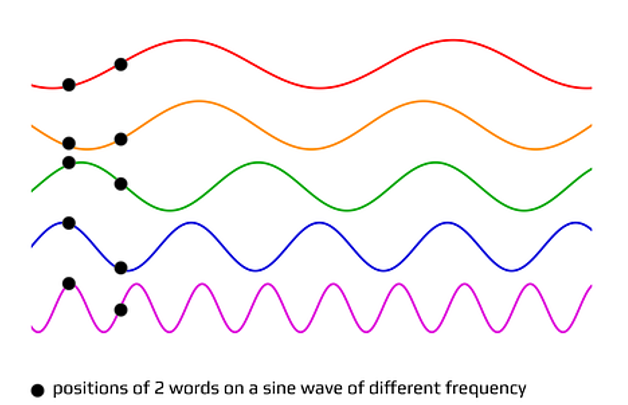 positions of 2 words on a sine wave of different frequency